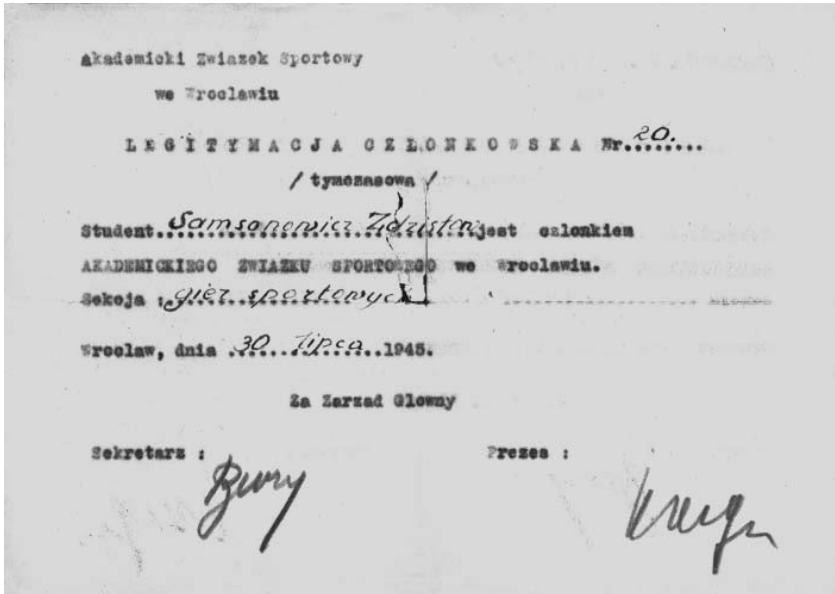 Akademicki Zwiazek Sportowy
we Wroclawiu
LEGITYMACJA CZLONKOWSKA Nr. 20.
/ tymczasowa /
Student Samsonowicz Zdzisław jest czlonkiem
AKADEMICKIEGO ZWIAZKU SPORTOWEGO we Wroclawiu.
Sekcja : gier sportowych
Wroclaw, dnia 30 lipca 1945.
Za Zarzad Glowny
Sekretarz : Prezes :